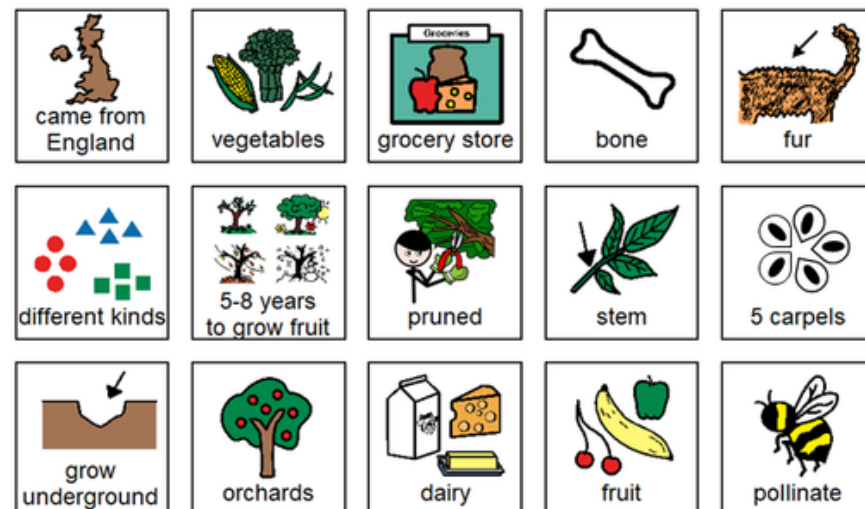 came from
England
vegetables
Groceries
grocery store
bone
fur
different kinds
5-8 years
to grow fruit
pruned
stem
5 carpels
grow
underground
orchards
dairy
fruit
pollinate